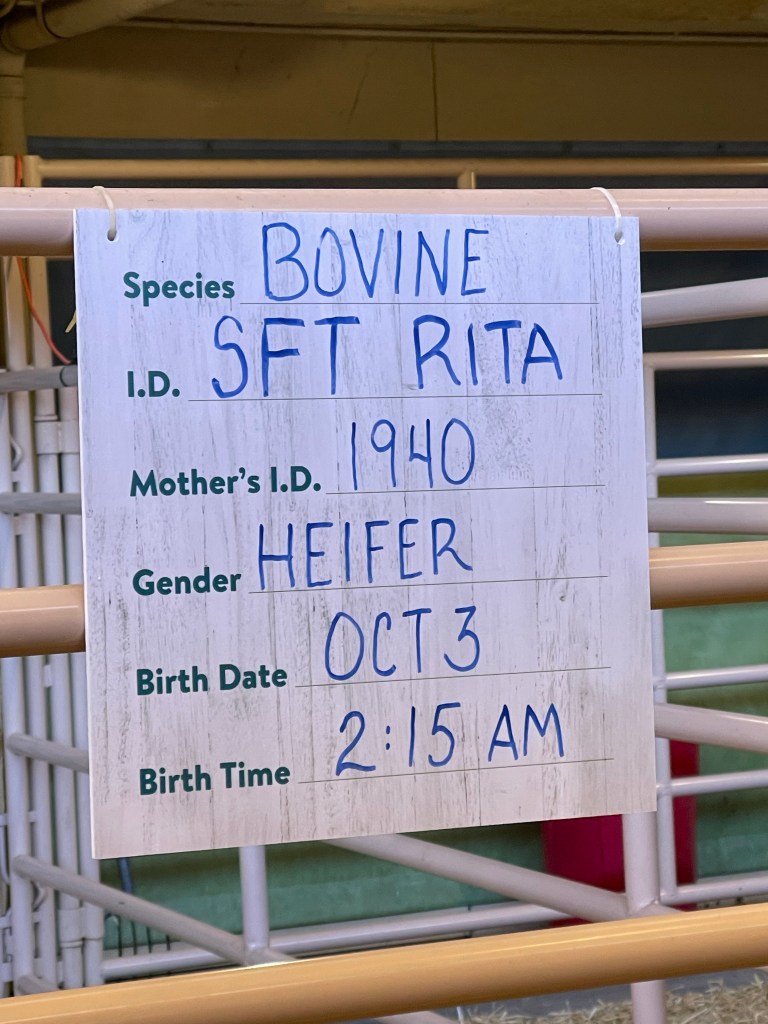 Species BOVINE
I.D. SFT RITA
Mother's I.D. 1940
Gender HEIFER
Birth Date OCT 3
Birth Time 2:15 AM